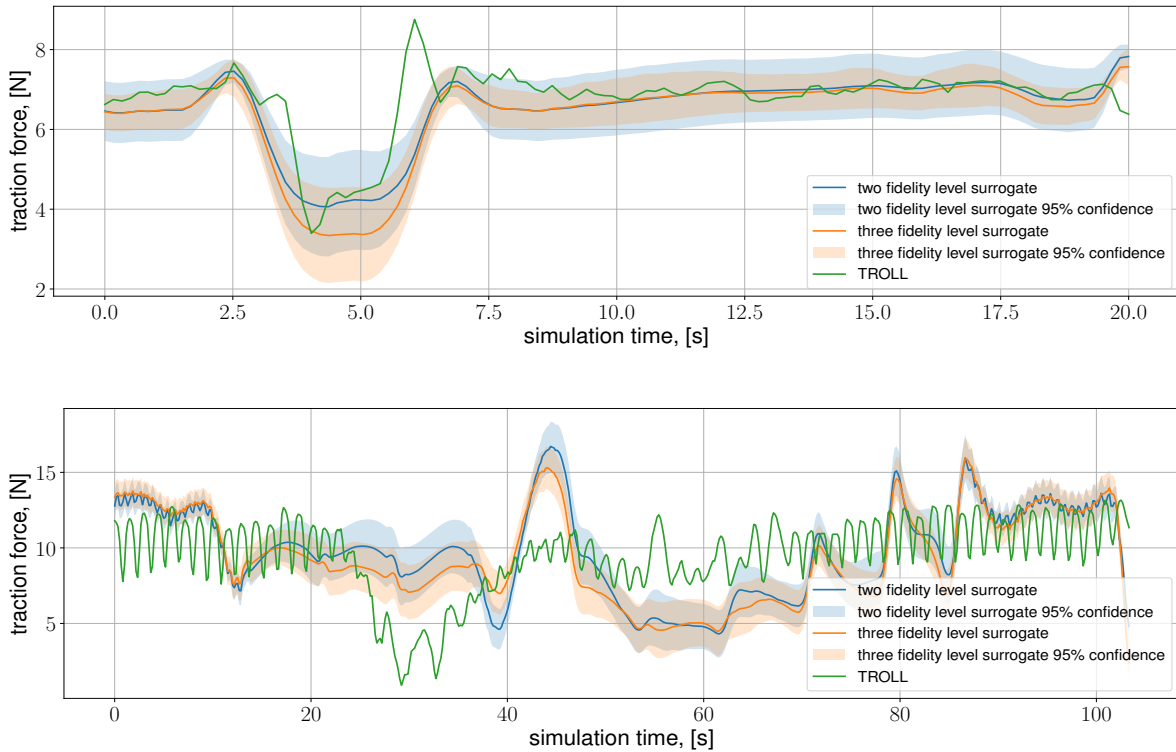 8
6
4
2
traction force, [N]
two fidelity level surrogate
two fidelity level surrogate 95% confidence
three fidelity level surrogate
three fidelity level surrogate 95% confidence
TROLL
0.0 2.5 5.0 7.5 10.0 12.5 15.0 17.5 20.0
simulation time, [s]
15
10
5
traction force, [N]
two fidelity level surrogate
two fidelity level surrogate 95% confidence
three fidelity level surrogate
three fidelity level surrogate 95% confidence
TROLL
0 20 40 60 80 100
simulation time, [s]